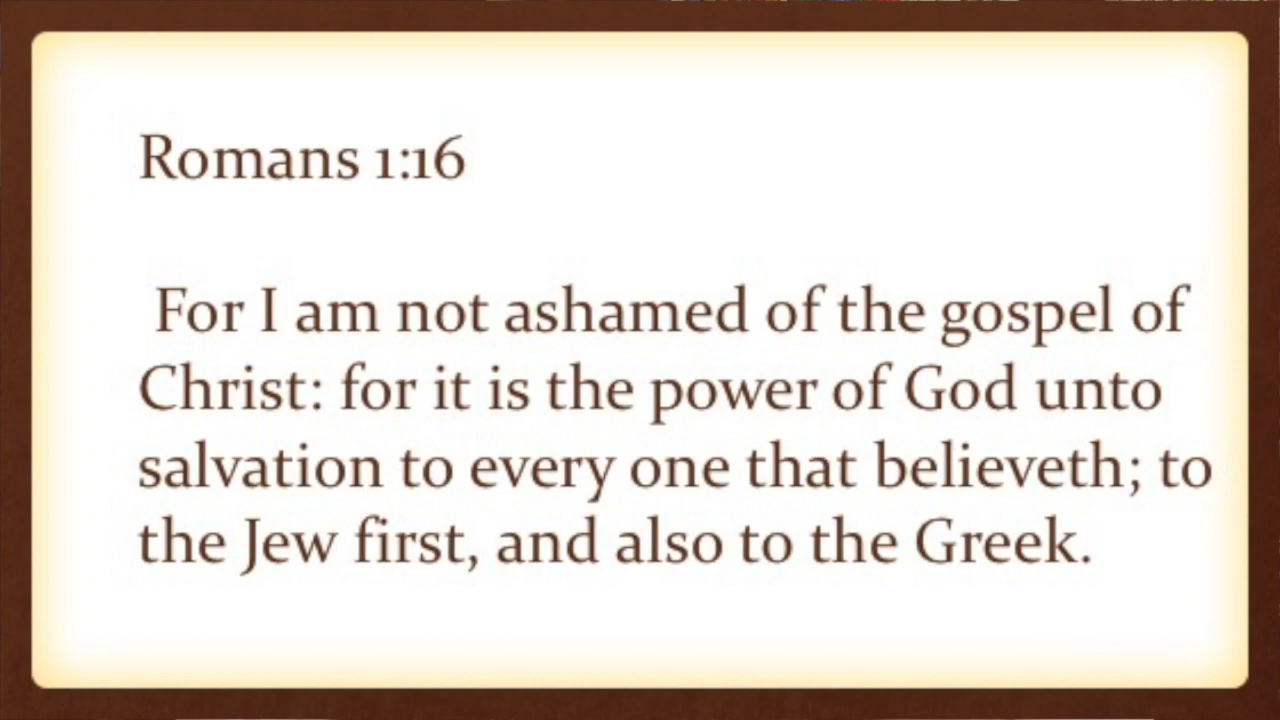 Romans 1:16
For I am not ashamed of the gospel of
Christ: for it is the power of God unto
salvation to every one that believeth; to
the Jew first, and also to the Greek.